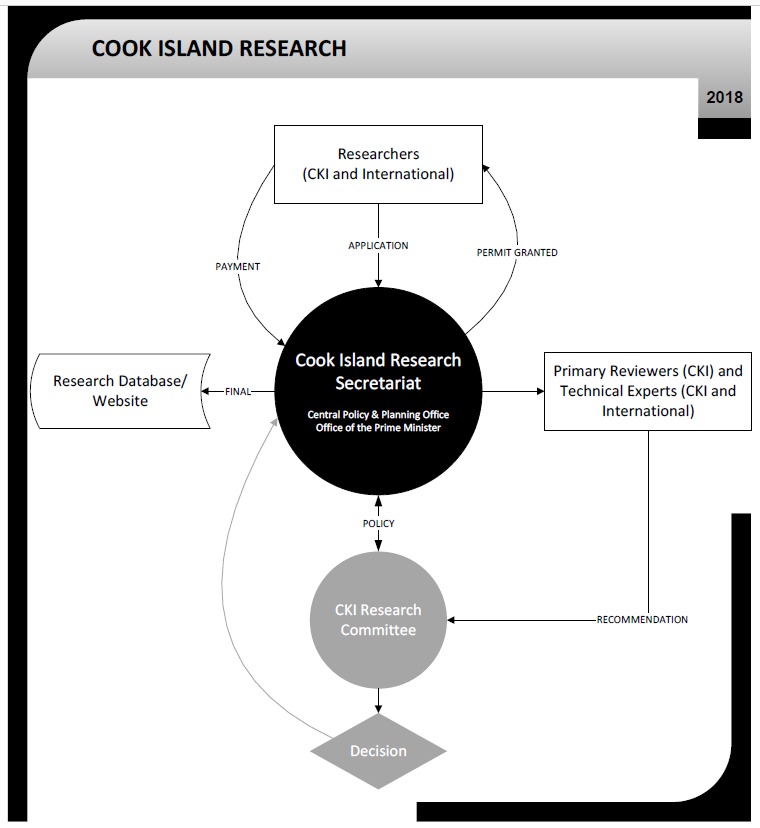 COOK ISLAND RESEARCH
2018
Researchers
(CKI and International)
APPLICATION
PERMIT GRANTED
PAYMENT
Cook Island Research
Secretariat
Central Policy & Planning Office
Office of the Prime Minister
Research Database/
Website
FINAL
Primary Reviewers (CKI) and
Technical Experts (CKI and
International)
POLICY
CKI Research
Committee
RECOMMENDATION
Decision